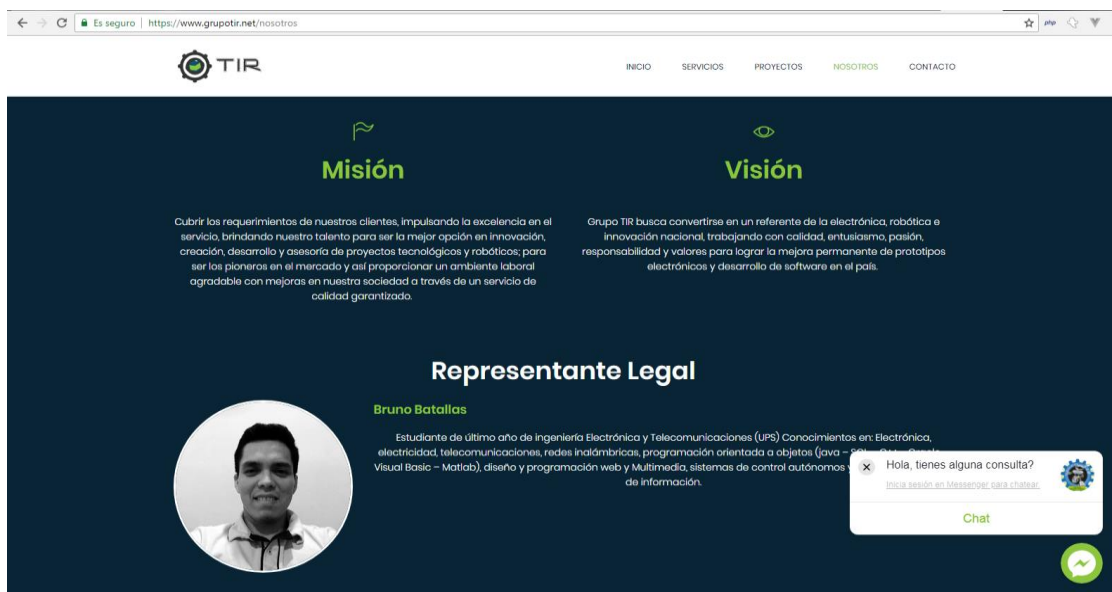 Es seguro | https://www.grupotir.net/nosotros
php
TIR
INICIO SERVICIOS PROYECTOS NOSOTROS CONTACTO
Misión
Cubrir los requerimientos de nuestros clientes, impulsando la excelencia en el
servicio, brindando nuestro talento para ser la mejor opción en innovación,
creación, desarrollo y asesoría de proyectos tecnológicos y robóticos; para
ser los pioneros en el mercado y así proporcionar un ambiente laboral
agradable con mejoras en nuestra sociedad a través de un servicio de
calidad garantizado.
Visión
Grupo TIR busca convertirse en un referente de la electrónica, robótica e
innovación nacional, trabajando con calidad, entusiasmo, pasión,
responsabilidad y valores para lograr la mejora permanente de prototipos
electrónicos y desarrollo de software en el país.
Representante Legal
Bruno Batallas
Estudiante de último año de ingeniería Electrónica y Telecomunicaciones (UPS) Conocimientos en: Electrónica,
electricidad, telecomunicaciones, redes inalámbricas, programación orientada a objetos (java –
Visual Basic – Matlab), diseño y programación web y Multimedia, sistemas de control autónomos y
de información.
Hola, tienes alguna consulta?
Inicia sesión en Messenger para chatear.
Chat